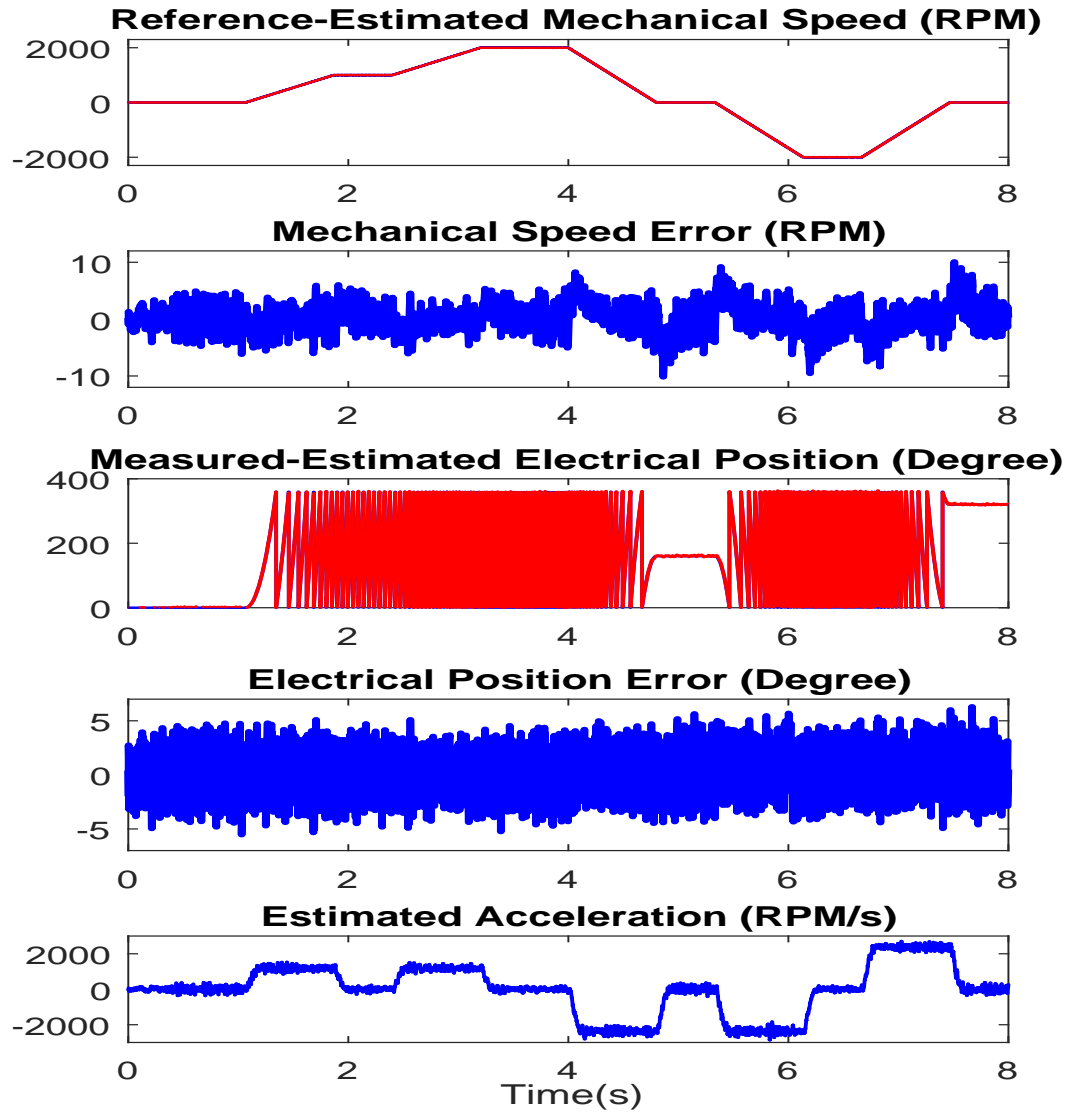 Reference-Estimated Mechanical Speed (RPM)
2000
0
-2000
0 2 4 6 8
Mechanical Speed Error (RPM)
10
0
-10
0 2 4 6 8
Measured-Estimated Electrical Position (Degree)
400
200
0
0 2 4 6 8
Electrical Position Error (Degree)
5
0
-5
0 2 4 6 8
Estimated Acceleration (RPM/s)
2000
0
-2000
0 2 4 6 8
Time(s)